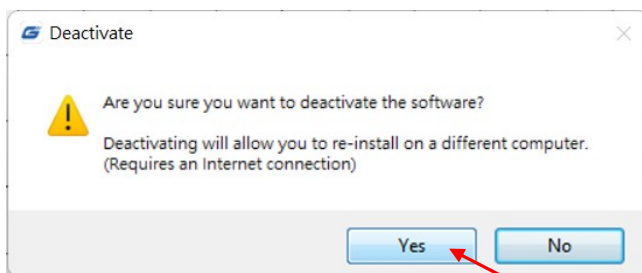 Deactivate
Are you sure you want to deactivate the software?
Deactivating will allow you to re-install on a different computer.
(Requires an Internet connection)
Yes
No